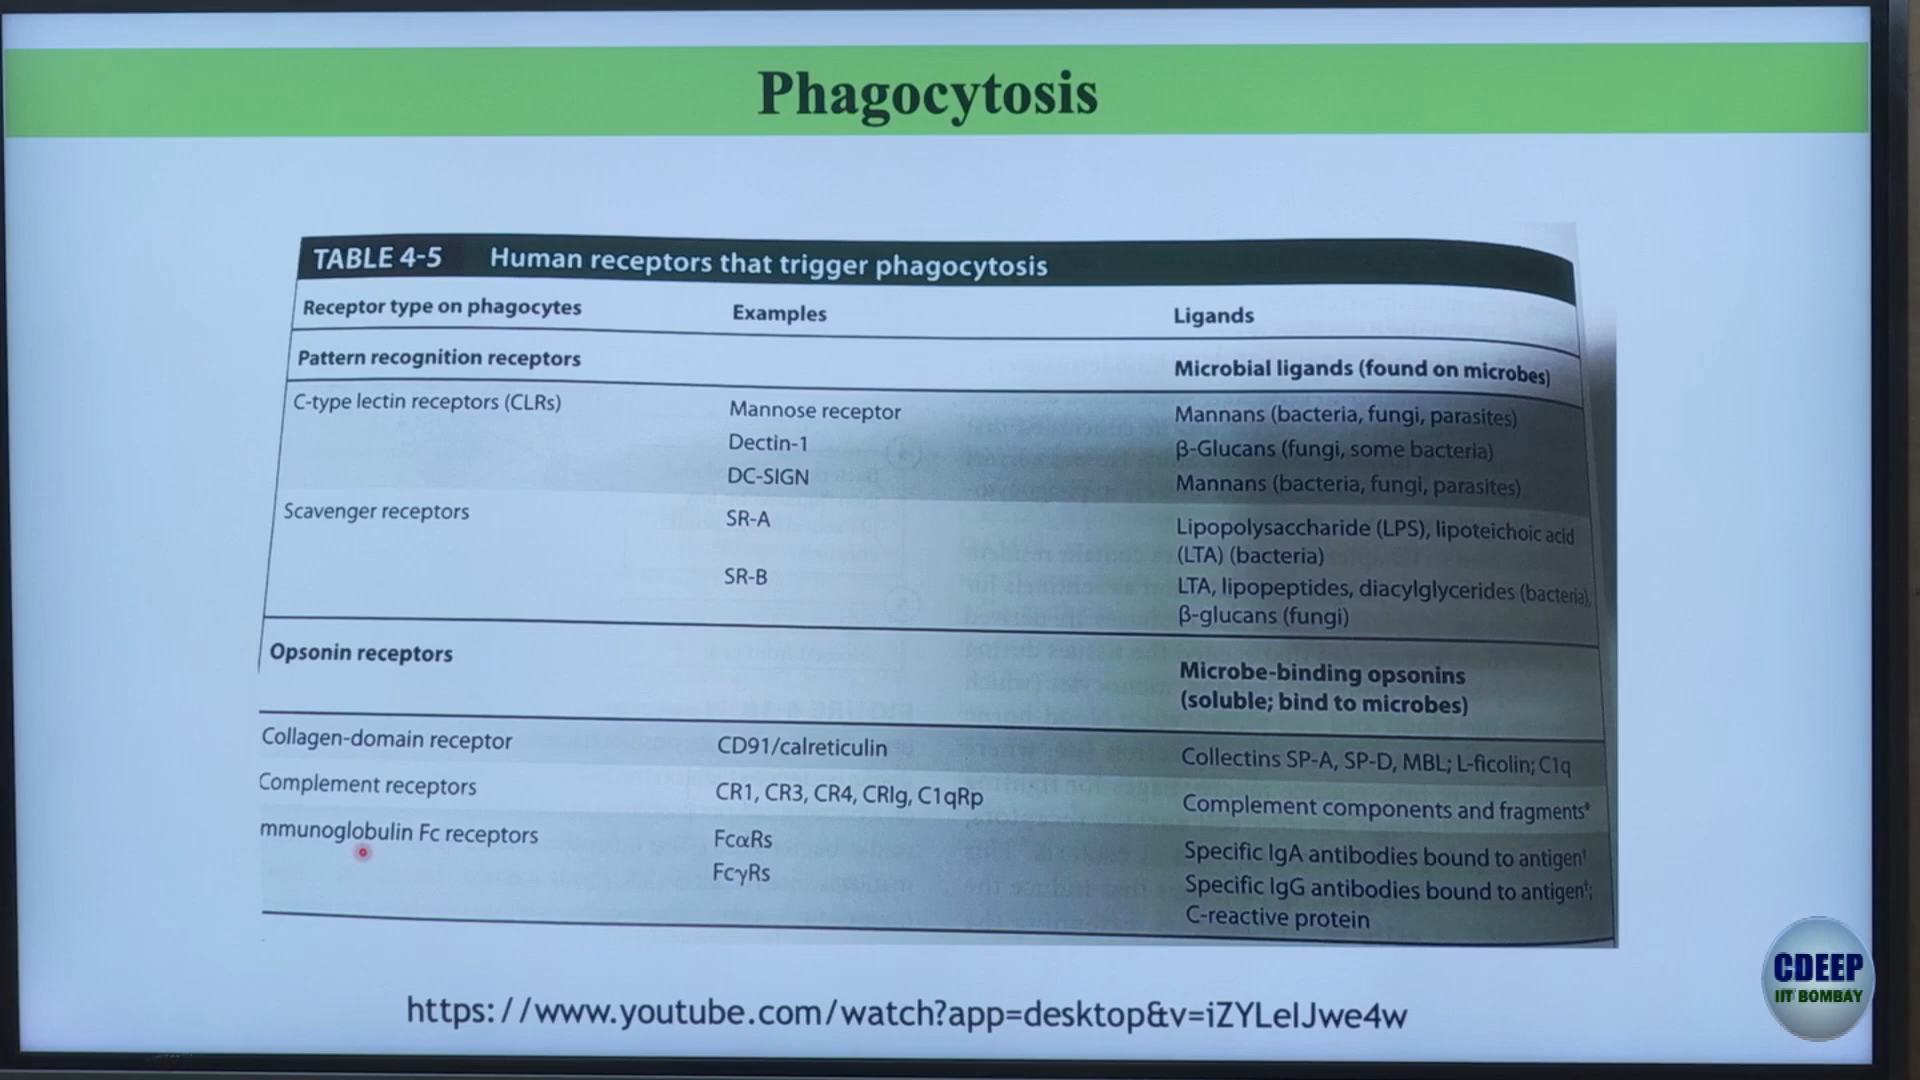 Phagocytosis
TABLE 4-5 Human receptors that trigger phagocytosis
Receptor type on phagocytes Examples Ligands
Pattern recognition receptors Microbial ligands (found on microbes)
C-type lectin receptors (CLRs) Mannose receptor Mannans (bacteria, fungi, parasites)
Dectin-1 β-Glucans (fungi, some bacteria)
DC-SIGN Mannans (bacteria, fungi, parasites)
Scavenger receptors SR-A Lipopolysaccharide (LPS), lipoteichoic acid
(LTA) (bacteria)
SR-B LTA, lipopeptides, diacylglycerides (bacteria),
β-glucans (fungi)
Opsonin receptors Microbe-binding opsonins
(soluble; bind to microbes)
Collagen-domain receptor CD91/calreticulin Collectins SP-A, SP-D, MBL; L-ficolin; C1q
Complement receptors CR1, CR3, CR4, CRIg, C1qRp Complement components and fragments*
mmunoglobulin Fc receptors FcαRs Specific IgA antibodies bound to antigen†
FcγRs Specific IgG antibodies bound to antigen†;
C-reactive protein
https://www.youtube.com/watch?app=desktop&v=iZYLeIJwe4w
CDEEP
IIT BOMBAY